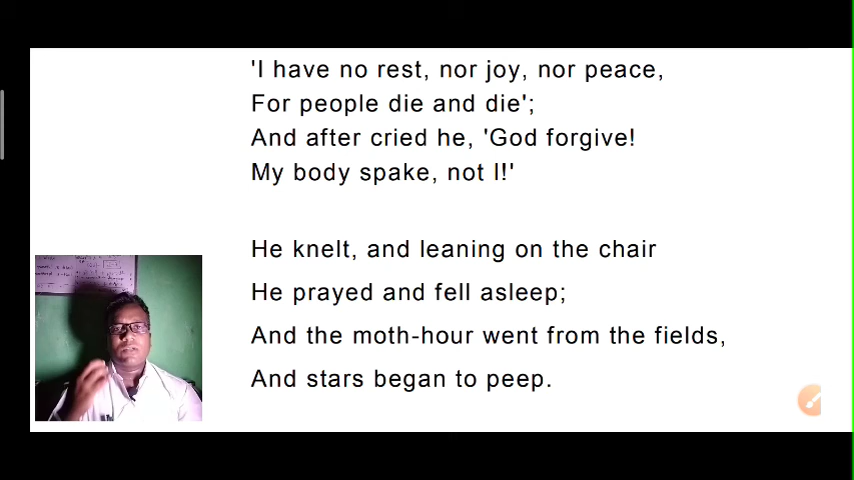 'I have no rest, nor joy, nor peace,
For people die and die';
And after cried he, 'God forgive!
My body spake, not I!'
He knelt, and leaning on the chair
He prayed and fell asleep;
And the moth-hour went from the fields,
And stars began to peep.